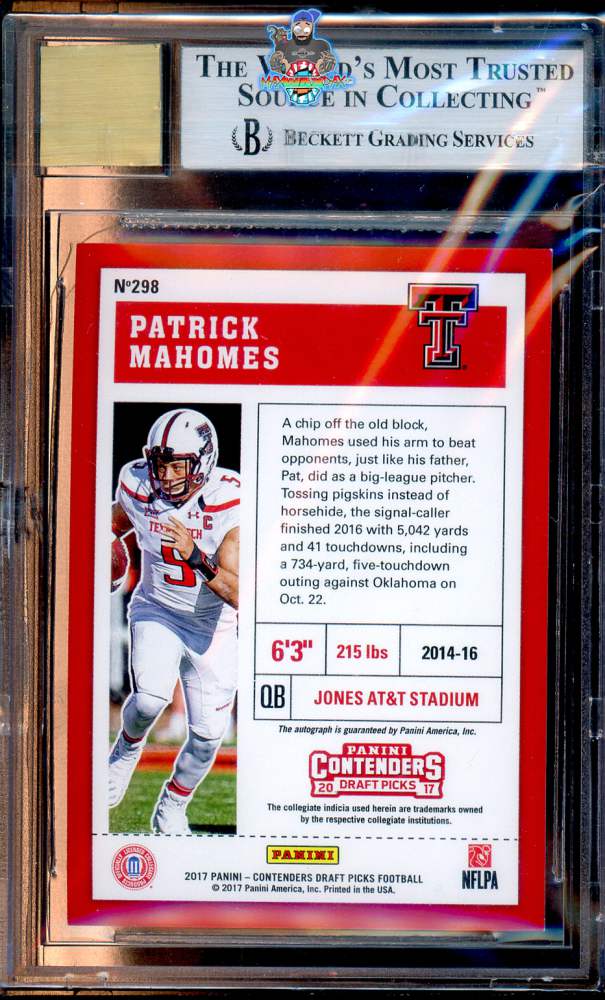 THE WORLD'S MOST TRUSTED
SOURCE IN COLLECTING™
B BECKETT GRADING SERVICES
Nº298
PATRICK
MAHOMES
A chip off the old block,
Mahomes used his arm to beat
opponents, just like his father,
Pat, did as a big-league pitcher.
Tossing pigskins instead of
horsehide, the signal-caller
finished 2016 with 5,042 yards
and 41 touchdowns, including
a 734-yard, five-touchdown
outing against Oklahoma on
Oct. 22.
6'3" 215 lbs 2014-16
QB JONES AT&T STADIUM
The autograph is guaranteed by Panini America, Inc.
PANINI
CONTENDERS
20 DRAFT PICKS 17
The collegiate indicia used herein are trademarks owned
by the respective collegiate institutions.
PANINI
2017 PANINI – CONTENDERS DRAFT PICKS FOOTBALL
© 2017 Panini America, Inc. Printed in the USA.
OFFICIALLY LICENSED COLLEGIATE PRODUCTS
NFLPA